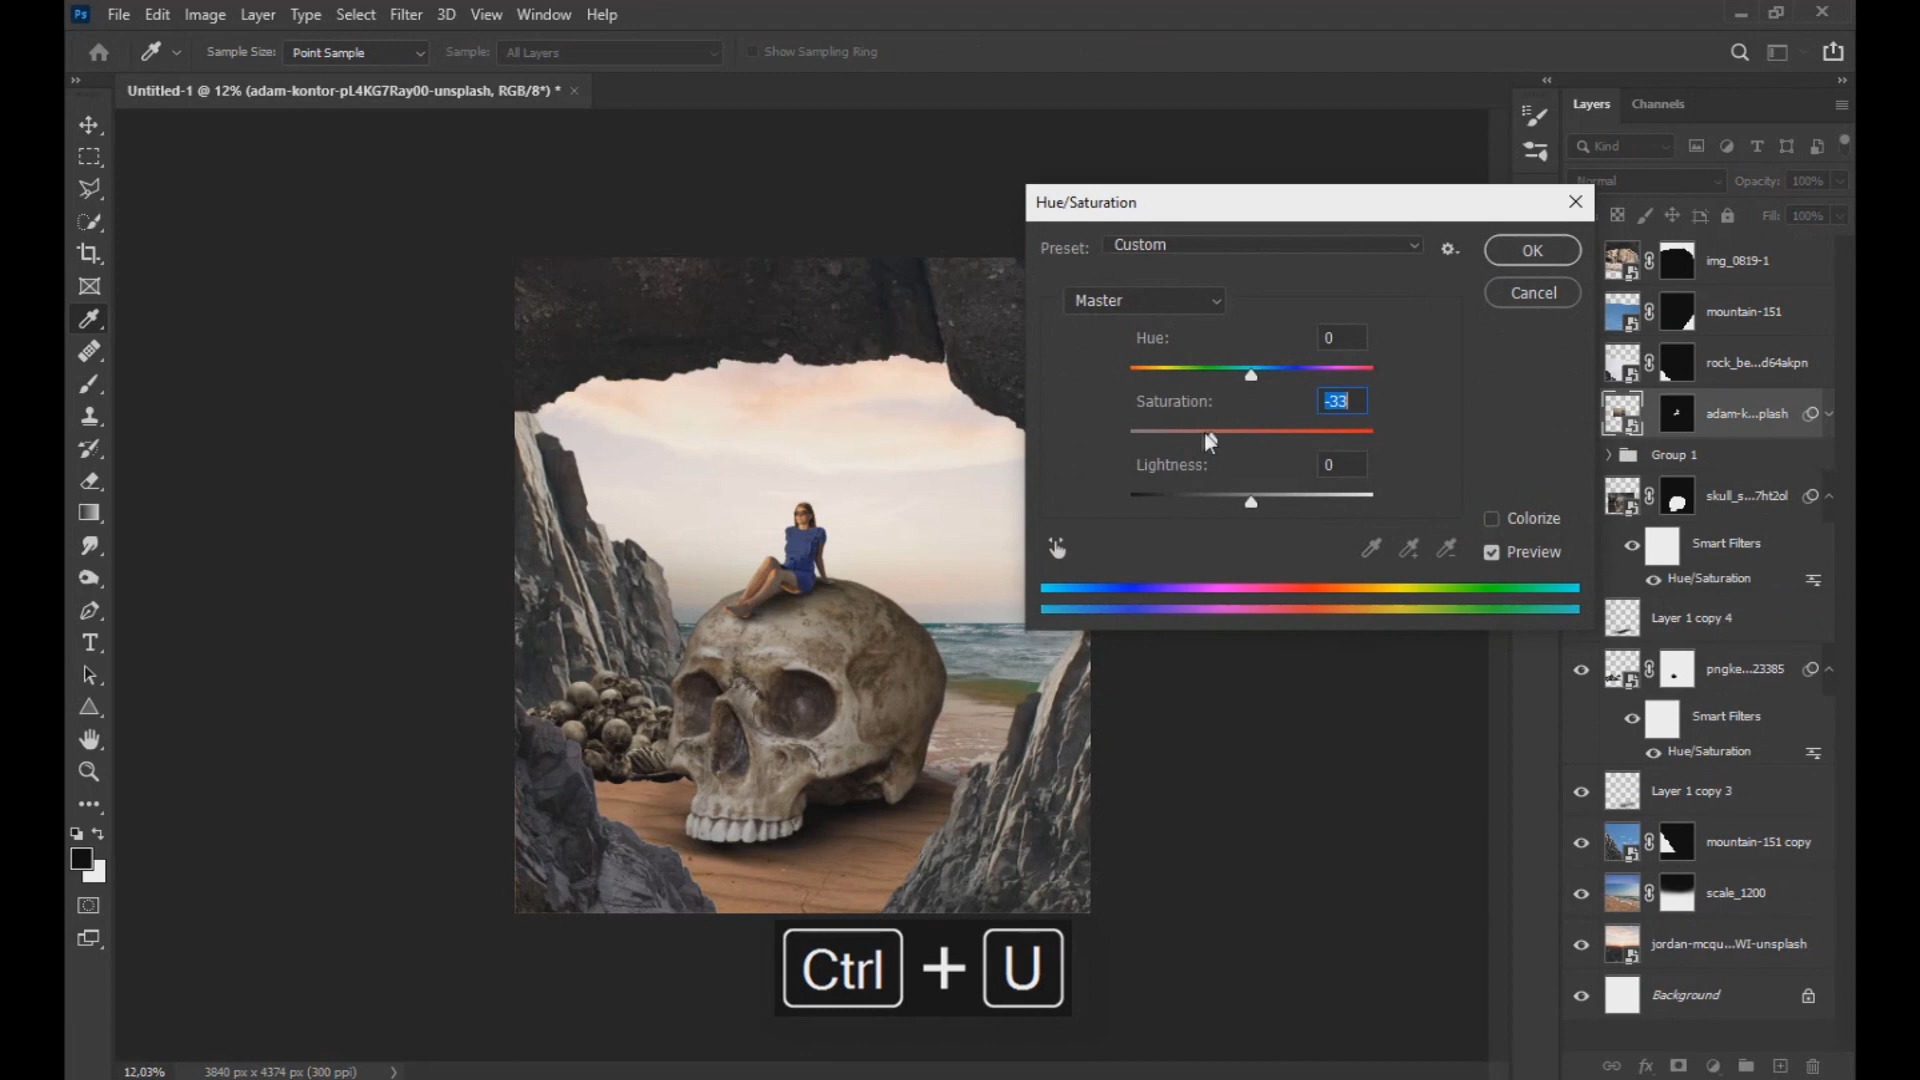 Ps File Edit Image Layer Type Select Filter 3D View Window Help
Sample Size: Point Sample Sample: All Layers Show Sampling Ring
Untitled-1 @ 12% (adam-kontor-pL4KG7Ray00-unsplash, RGB/8*) *
Layers Channels
Kind
Normal Opacity: 100%
Fill: 100%
Hue/Saturation
Preset: Custom
OK
Cancel
Master
Hue: 0
Saturation: -33
Lightness: 0
Colorize
Preview
img_0819-1
mountain-151
rock_be...d64akpn
adam-k...plash
Group 1
skull_s...7ht2ol
Smart Filters
Hue/Saturation
Layer 1 copy 4
pngke...23385
Smart Filters
Hue/Saturation
Layer 1 copy 3
mountain-151 copy
scale_1200
jordan-mcqu...WI-unsplash
Background
Ctrl + U
12,03% 3840 px x 4374 px (300 ppi)